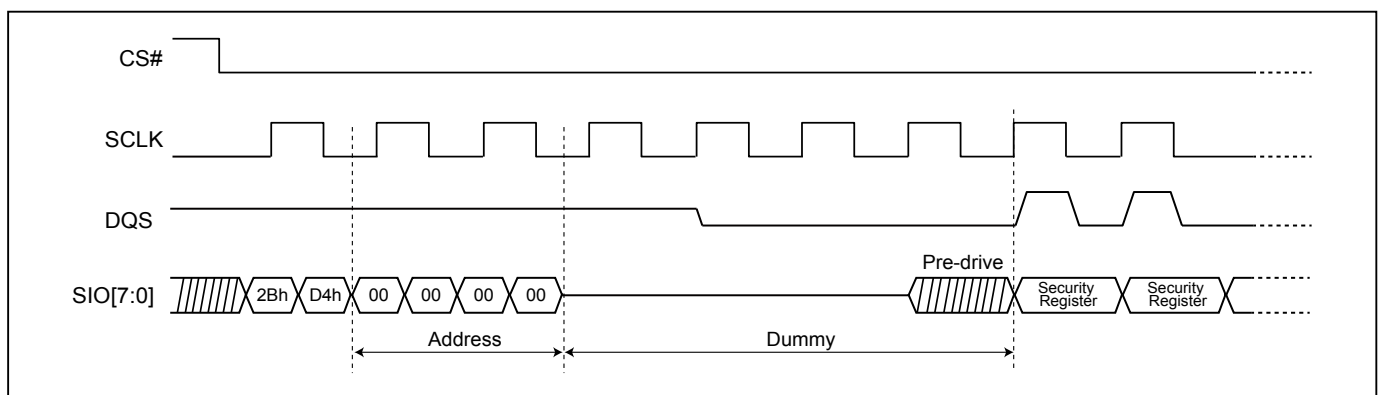 CS#
SCLK
DQS
Pre-drive
SIO[7:0]
2Bh D4h 00 00 00 00
Security
Register
Security
Register
Address
Dummy